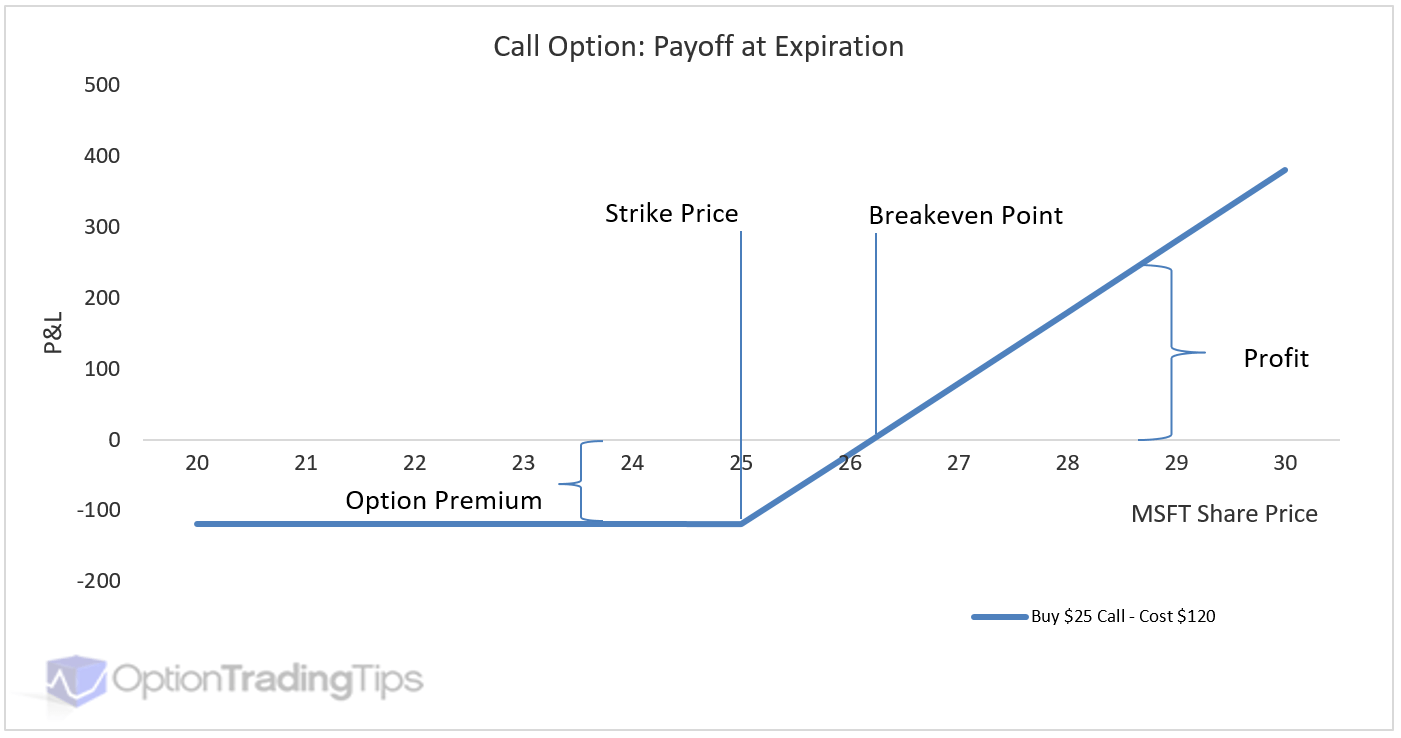 Call Option: Payoff at Expiration
500
400
300
200
100
0
-100
-200
P&L
Strike Price
Breakeven Point
Profit
Option Premium
20 21 22 23 24 25 26 27 28 29 30
MSFT Share Price
Buy $25 Call - Cost $120
OptionTradingTips